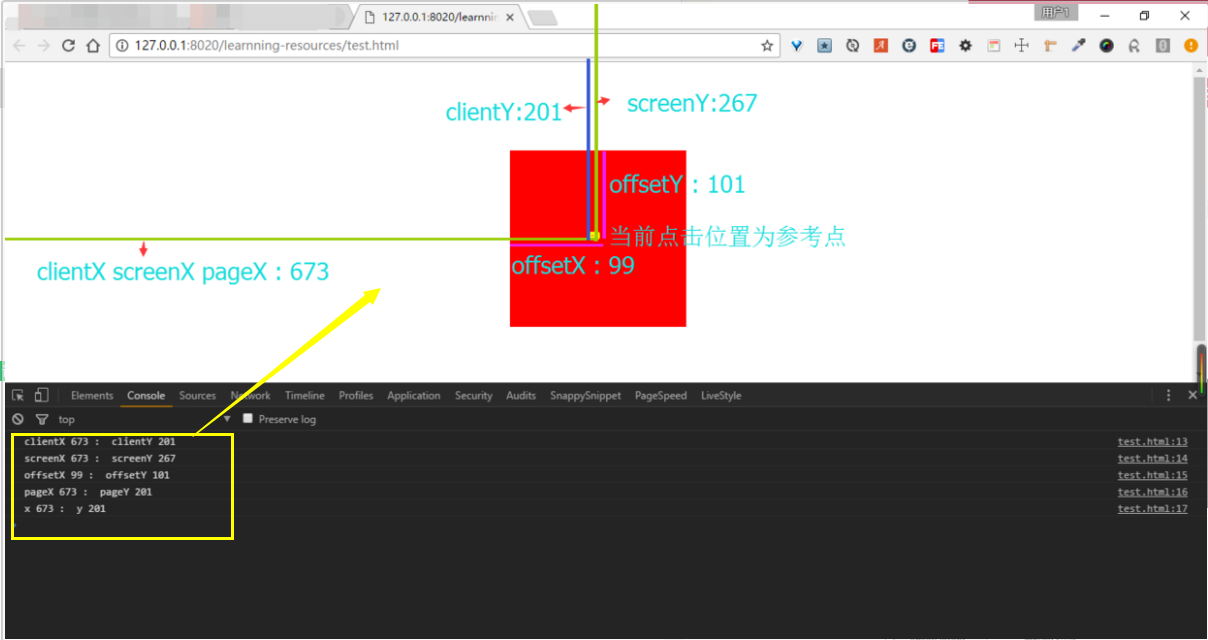 127.0.0.1:8020/learnnin
用户1
127.0.0.1:8020/learnning-resources/test.html
clientY:201
screenY:267
offsetY : 101
当前点击位置为参考点
offsetX : 99
clientX screenX pageX : 673
Elements Console Sources Network Timeline Profiles Application Security Audits SnappySnippet PageSpeed LiveStyle
top Preserve log
clientX 673 : clientY 201 test.html:13
screenX 673 : screenY 267 test.html:14
offsetX 99 : offsetY 101 test.html:15
pageX 673 : pageY 201 test.html:16
x 673 : y 201 test.html:17